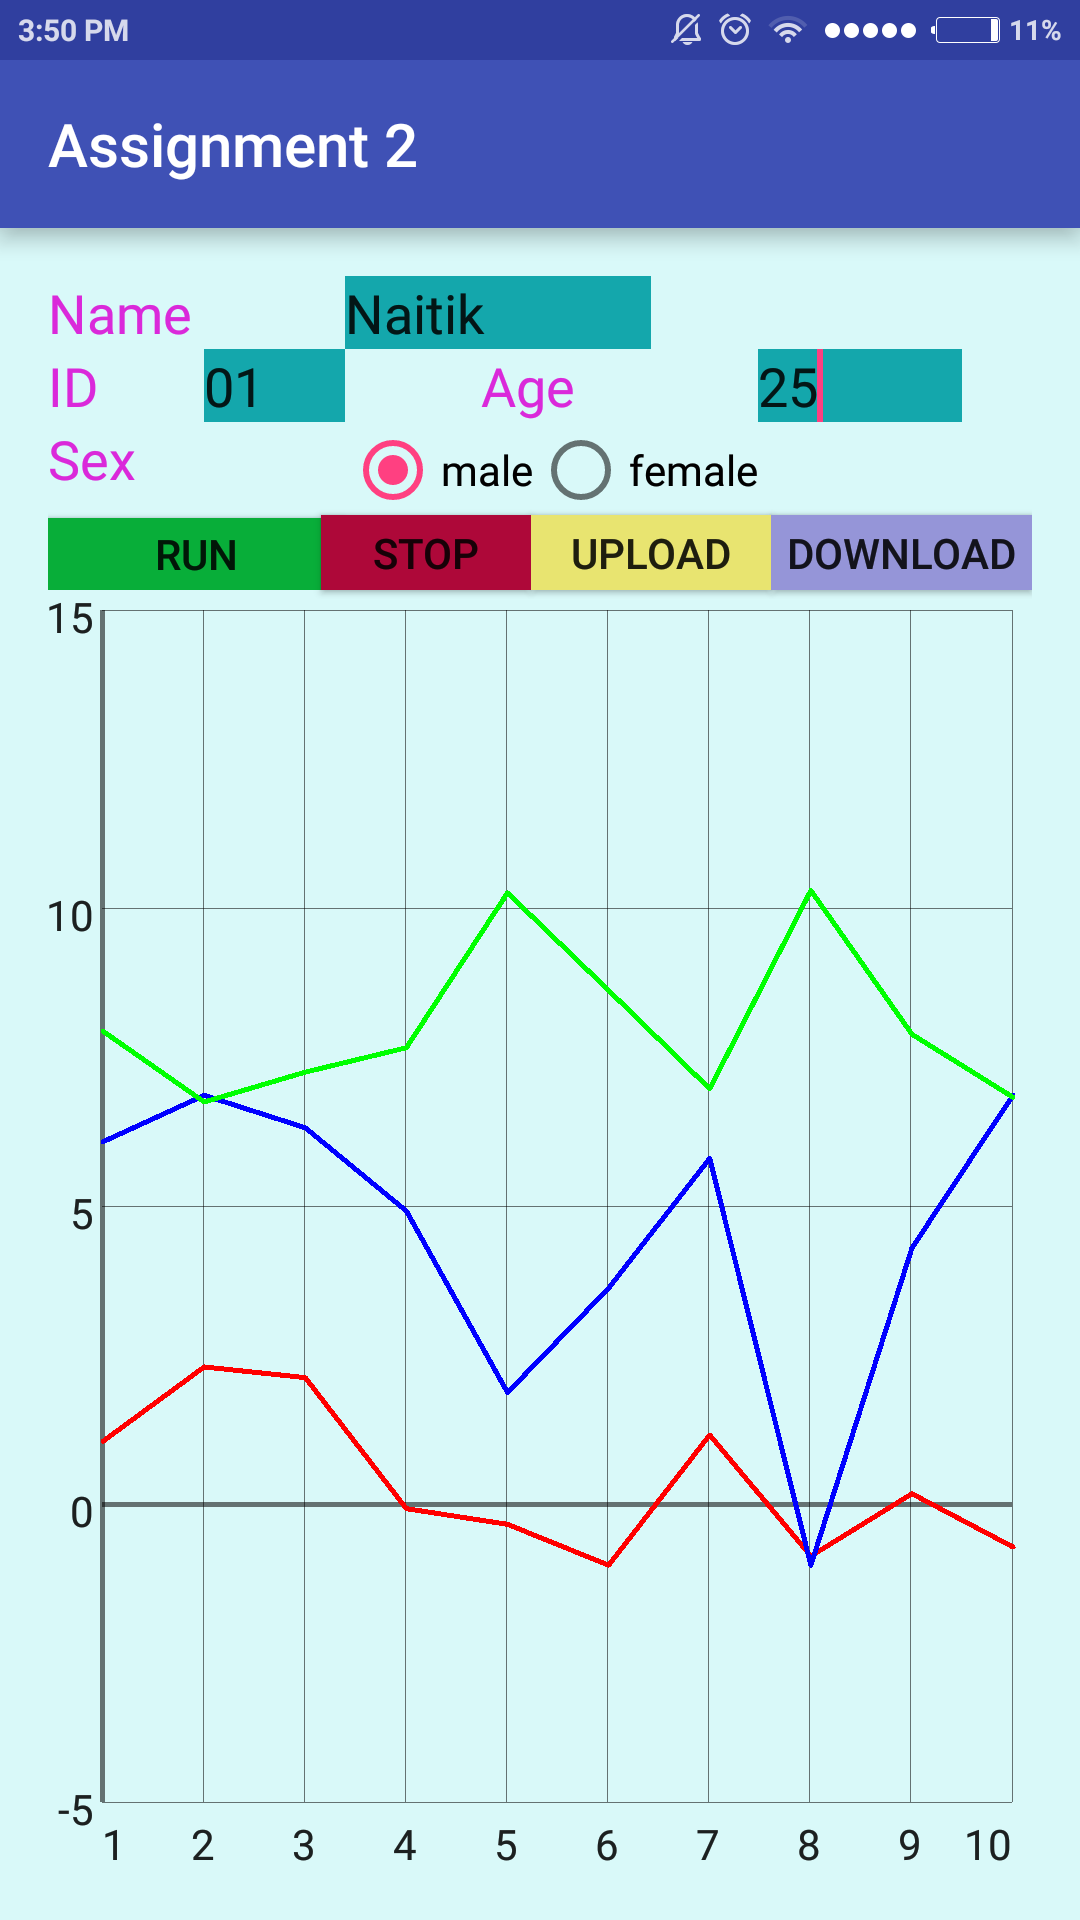 3:50 PM 11%
Assignment 2
Name Naitik
ID 01 Age 25
Sex male female
RUN STOP UPLOAD DOWNLOAD
15
10
5
0
-5
1 2 3 4 5 6 7 8 9 10